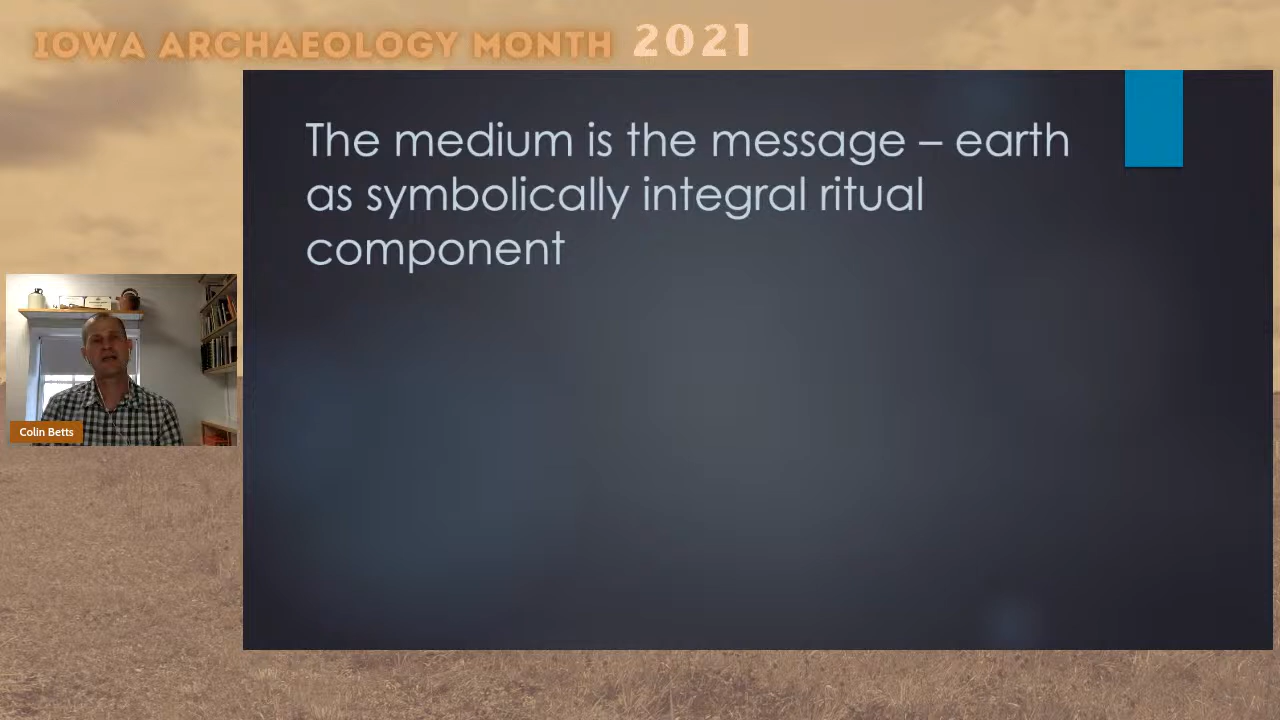 IOWA ARCHAEOLOGY MONTH 2021
The medium is the message – earth
as symbolically integral ritual
component
Colin Betts